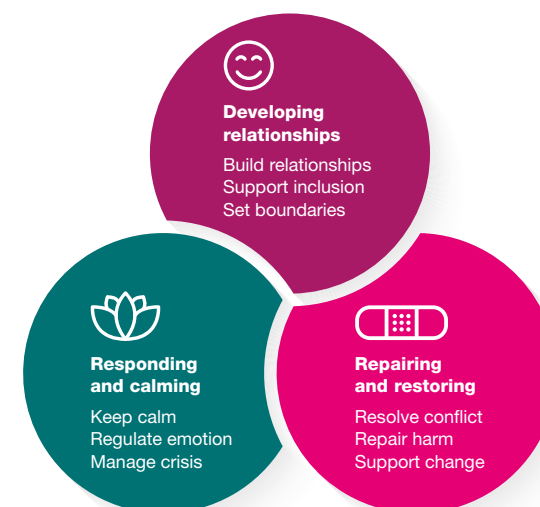 Developing
relationships
Build relationships
Support inclusion
Set boundaries
Responding
and calming
Keep calm
Regulate emotion
Manage crisis
Repairing
and restoring
Resolve conflict
Repair harm
Support change